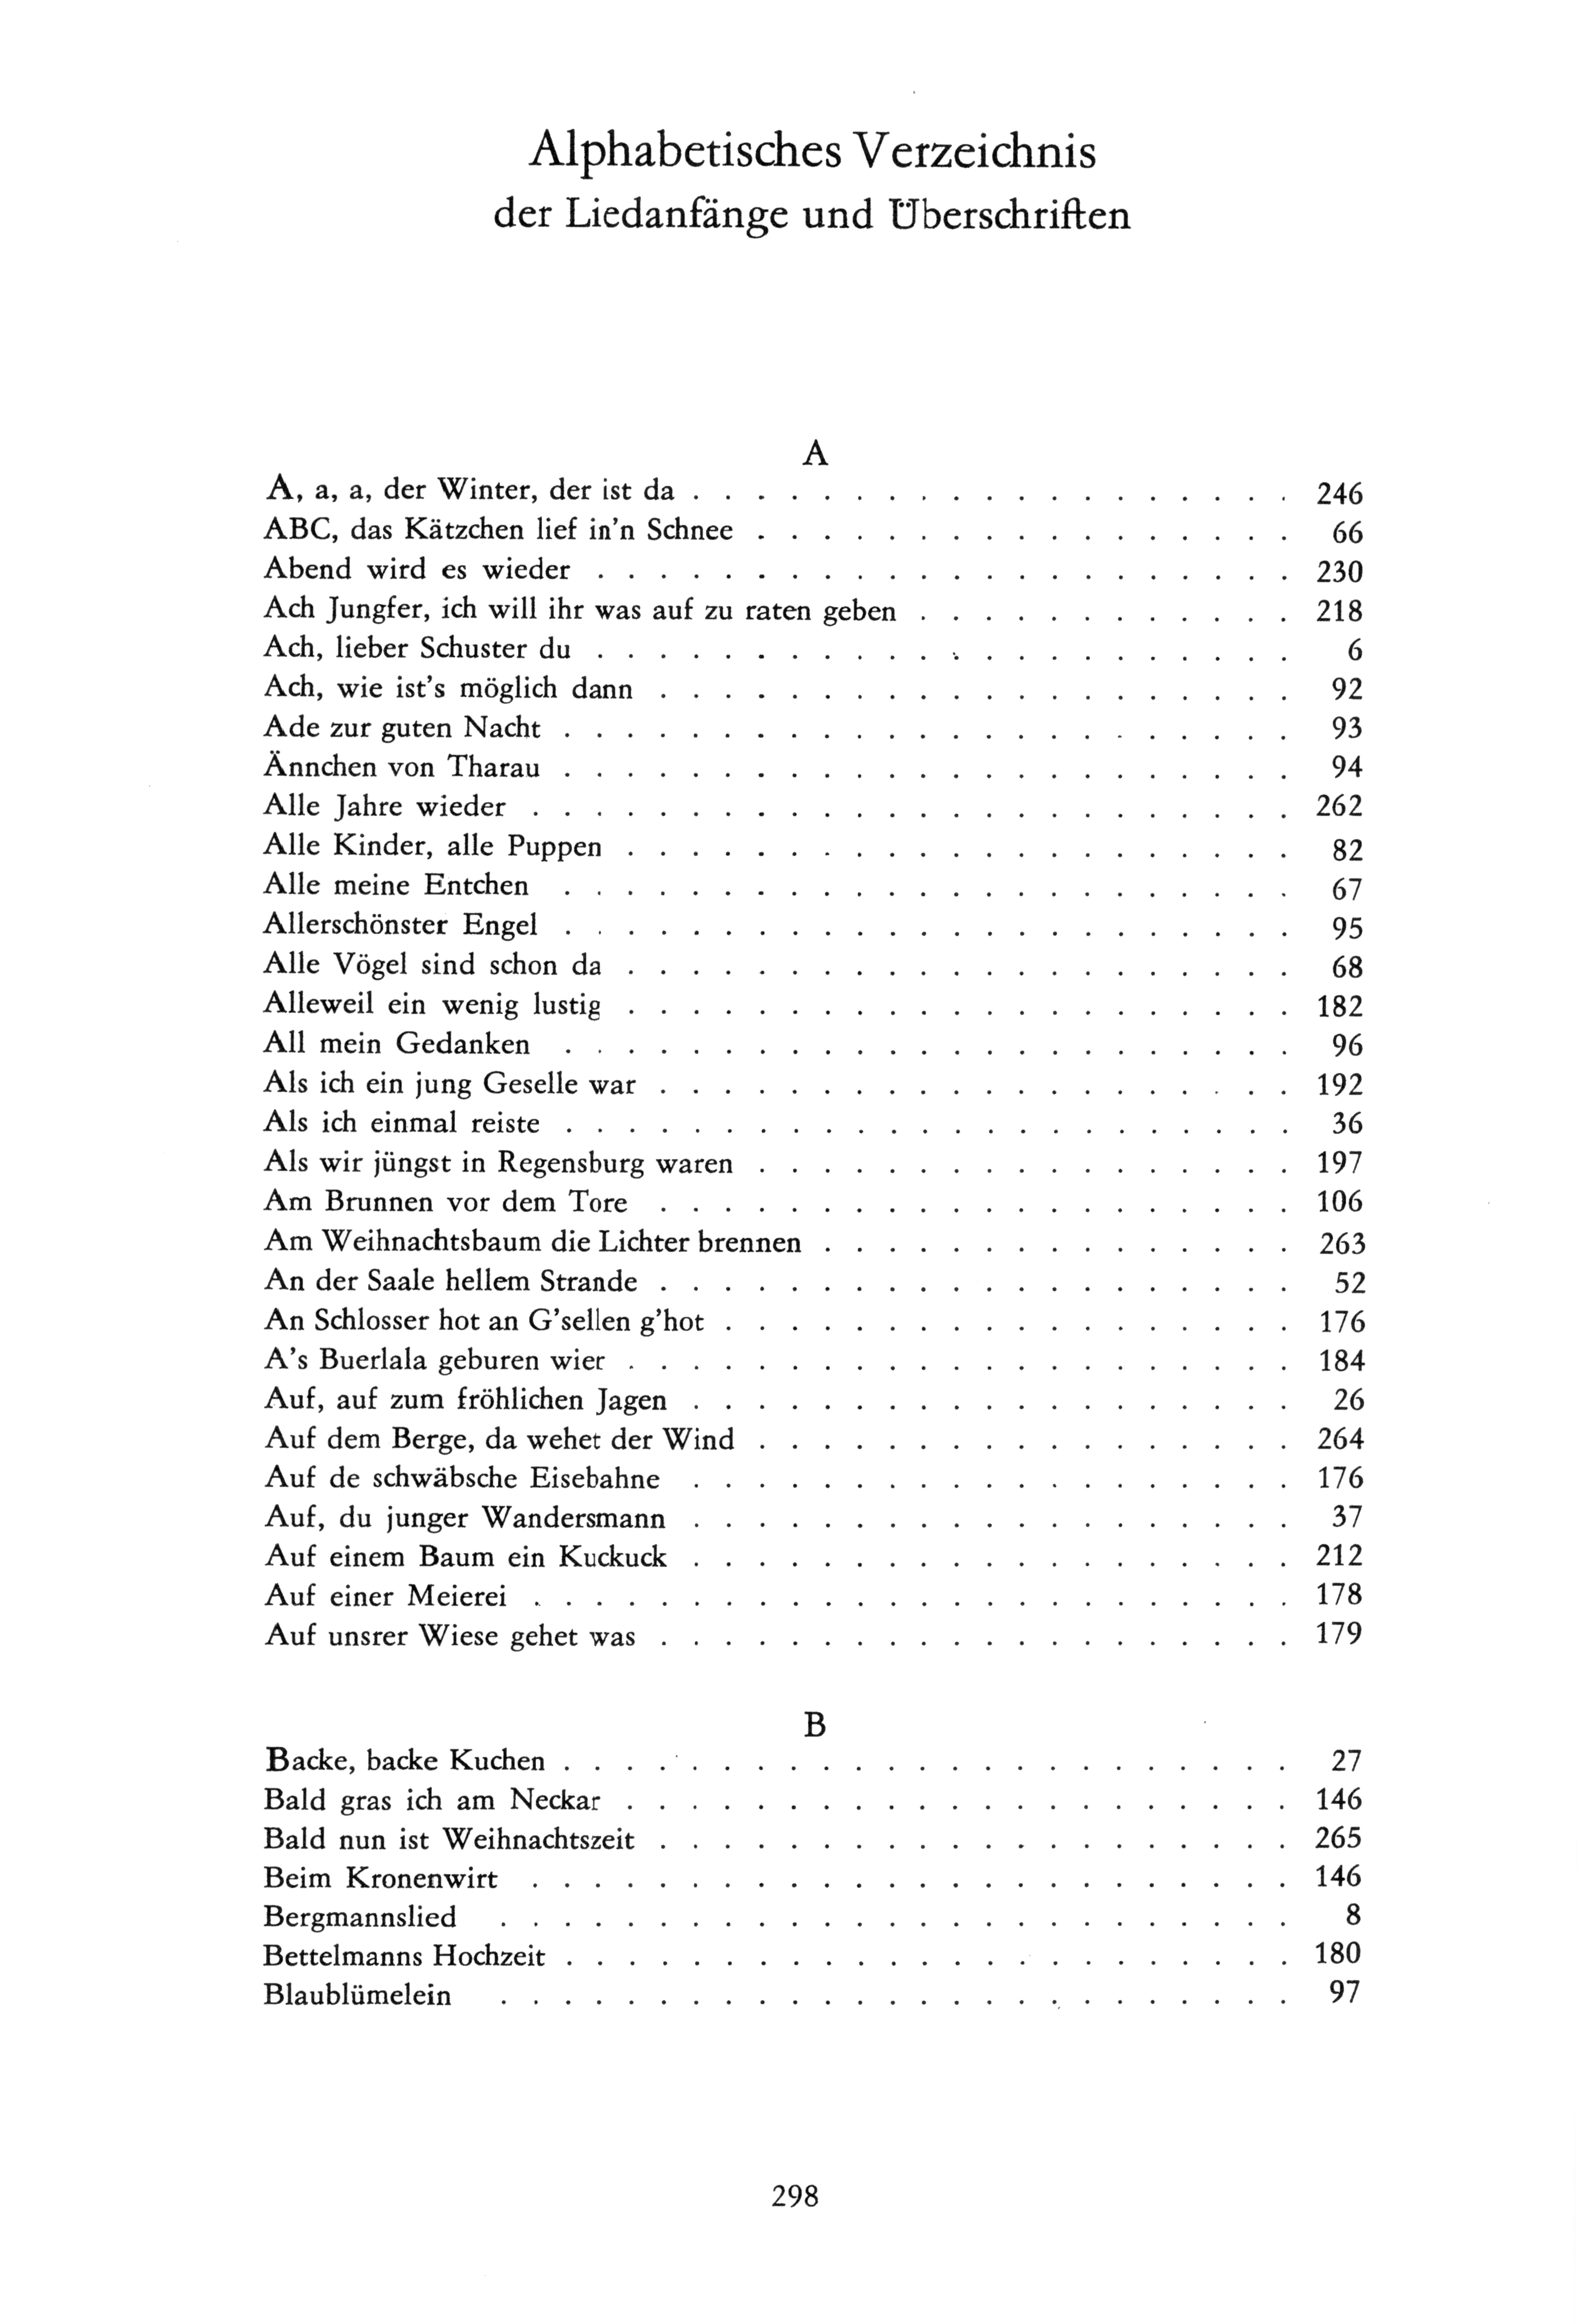 Alphabetisches Verzeichnis
der Liedanfänge und Überschriften
A
A, a, a, der Winter, der ist da . . . . . . . . . . . . . . . . . . . 246
ABC, das Kätzchen lief in'n Schnee . . . . . . . . . . . . . . . . . 66
Abend wird es wieder . . . . . . . . . . . . . . . . . . . . . . 230
Ach Jungfer, ich will ihr was auf zu raten geben . . . . . . . . . . . . 218
Ach, lieber Schuster du . . . . . . . . . . . . . . . . . . . . . . 6
Ach, wie ist's möglich dann . . . . . . . . . . . . . . . . . . . . 92
Ade zur guten Nacht . . . . . . . . . . . . . . . . . . . . . . . 93
Ännchen von Tharau . . . . . . . . . . . . . . . . . . . . . . . 94
Alle Jahre wieder . . . . . . . . . . . . . . . . . . . . . . . . 262
Alle Kinder, alle Puppen . . . . . . . . . . . . . . . . . . . . . 82
Alle meine Entchen . . . . . . . . . . . . . . . . . . . . . . . 67
Allerschönster Engel . . . . . . . . . . . . . . . . . . . . . . . 95
Alle Vögel sind schon da . . . . . . . . . . . . . . . . . . . . . 68
Alleweil ein wenig lustig . . . . . . . . . . . . . . . . . . . . . 182
All mein Gedanken . . . . . . . . . . . . . . . . . . . . . . . 96
Als ich ein jung Geselle war . . . . . . . . . . . . . . . . . . . . 192
Als ich einmal reiste . . . . . . . . . . . . . . . . . . . . . . . 36
Als wir jüngst in Regensburg waren . . . . . . . . . . . . . . . . . 197
Am Brunnen vor dem Tore . . . . . . . . . . . . . . . . . . . . 106
Am Weihnachtsbaum die Lichter brennen . . . . . . . . . . . . . . . 263
An der Saale hellem Strande . . . . . . . . . . . . . . . . . . . . 52
An Schlosser hot an G'sellen g'hot . . . . . . . . . . . . . . . . . . 176
A's Buerlala geburen wier . . . . . . . . . . . . . . . . . . . . . 184
Auf, auf zum fröhlichen Jagen . . . . . . . . . . . . . . . . . . . 26
Auf dem Berge, da wehet der Wind . . . . . . . . . . . . . . . . . 264
Auf de schwäbsche Eisebahne . . . . . . . . . . . . . . . . . . . 176
Auf, du junger Wandersmann . . . . . . . . . . . . . . . . . . . 37
Auf einem Baum ein Kuckuck . . . . . . . . . . . . . . . . . . . 212
Auf einer Meierei . . . . . . . . . . . . . . . . . . . . . . . . 178
Auf unsrer Wiese gehet was . . . . . . . . . . . . . . . . . . . . 179
B
Backe, backe Kuchen . . . . . . . . . . . . . . . . . . . . . . . 27
Bald gras ich am Neckar . . . . . . . . . . . . . . . . . . . . . 146
Bald nun ist Weihnachtszeit . . . . . . . . . . . . . . . . . . . . 265
Beim Kronenwirt . . . . . . . . . . . . . . . . . . . . . . . . 146
Bergmannslied . . . . . . . . . . . . . . . . . . . . . . . . . 8
Bettelmanns Hochzeit . . . . . . . . . . . . . . . . . . . . . . . 180
Blaublümelein . . . . . . . . . . . . . . . . . . . . . . . . . 97
298